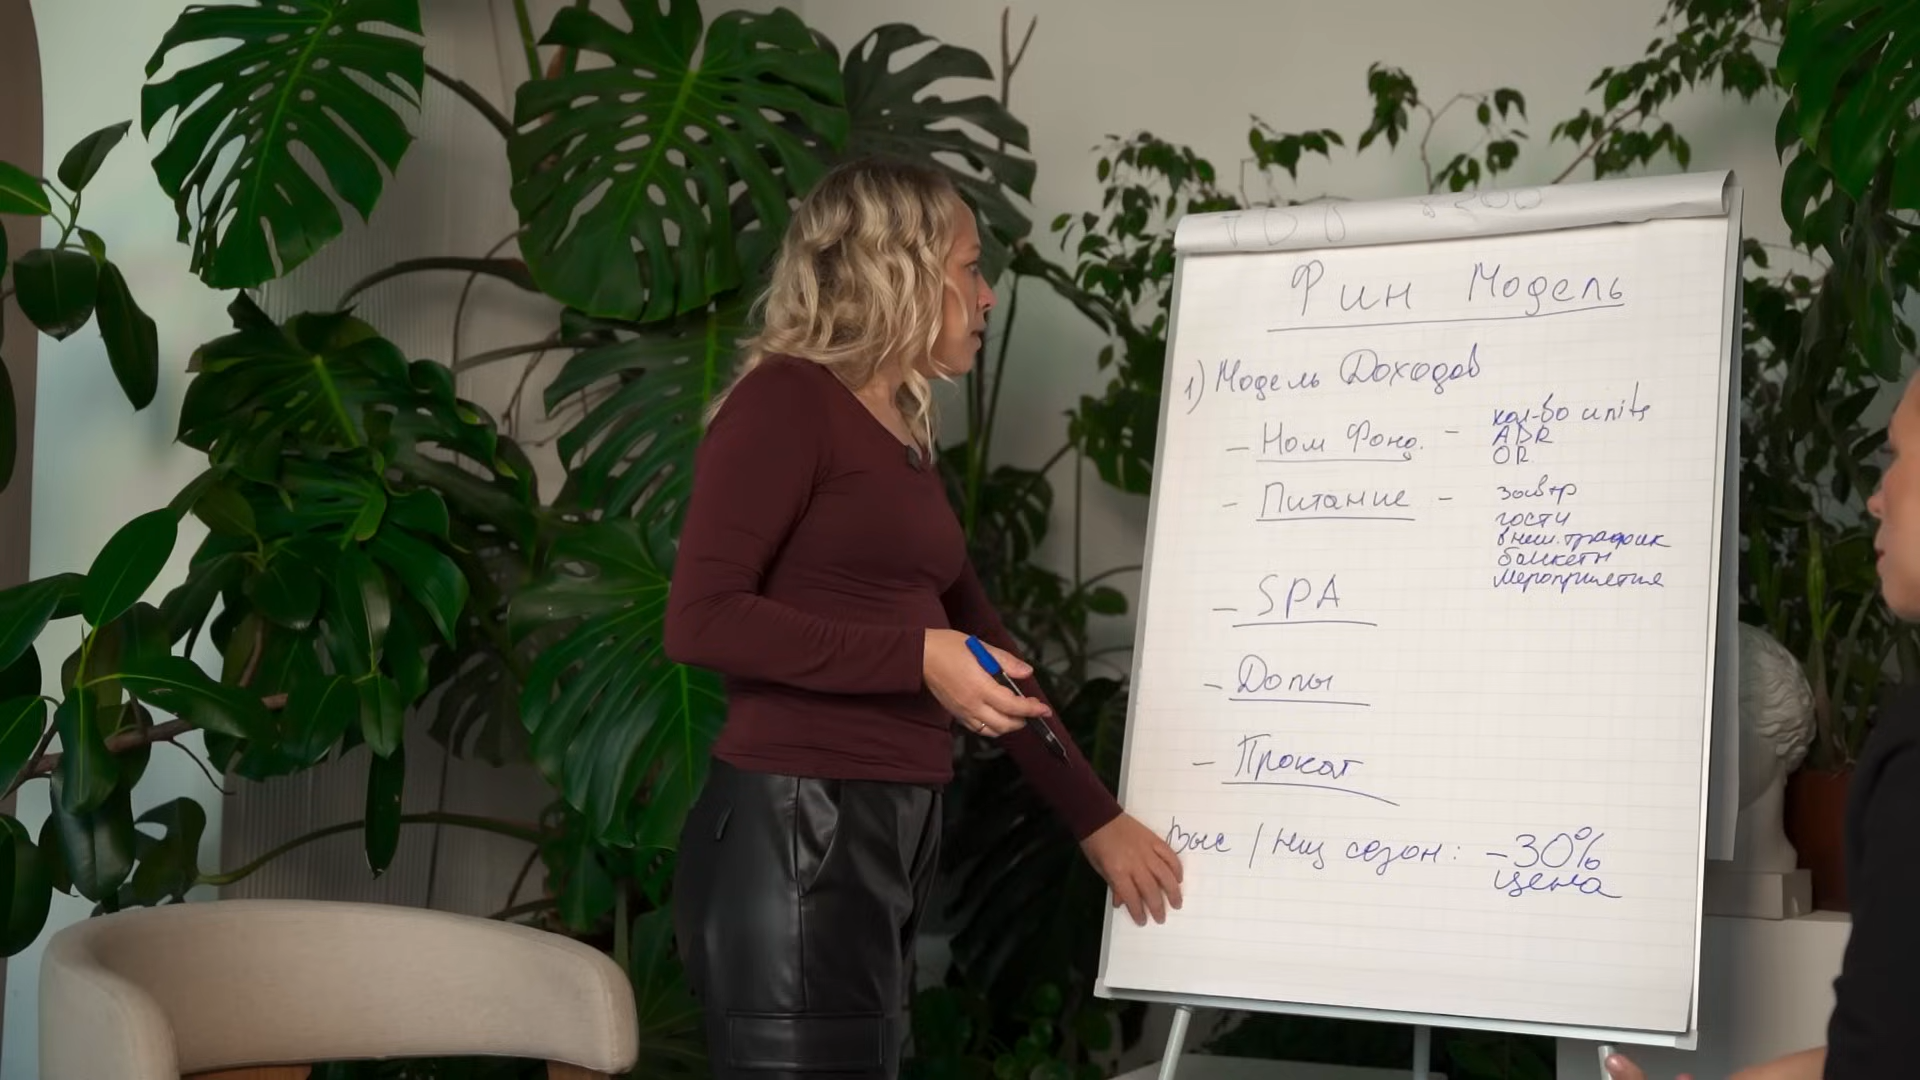 Фин Модель
1) Модель Доходов
– Ном Фонд. – кол-во units
ADR
OR
– Питание – завтр
гости
внеш. трафик
банкеты
мероприятия
– SPA
– Допы
– Прокат
Выс / Низ сезон: –30%
цена